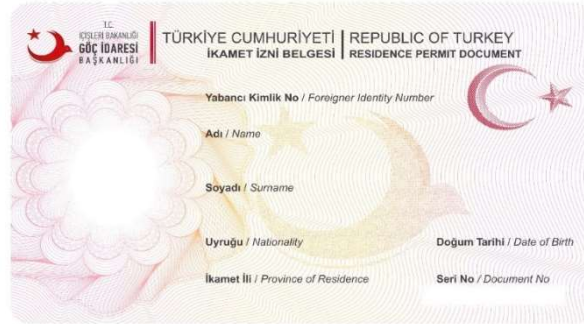 T.C.
İÇİŞLERİ BAKANLIĞI
GÖÇ İDARESİ
BAŞKANLIĞI
TÜRKİYE CUMHURİYETİ | REPUBLIC OF TURKEY
İKAMET İZNİ BELGESİ | RESIDENCE PERMIT DOCUMENT
Yabancı Kimlik No / Foreigner Identity Number
Adı / Name
Soyadı / Surname
Uyruğu / Nationality Doğum Tarihi / Date of Birth
İkamet İli / Province of Residence Seri No / Document No